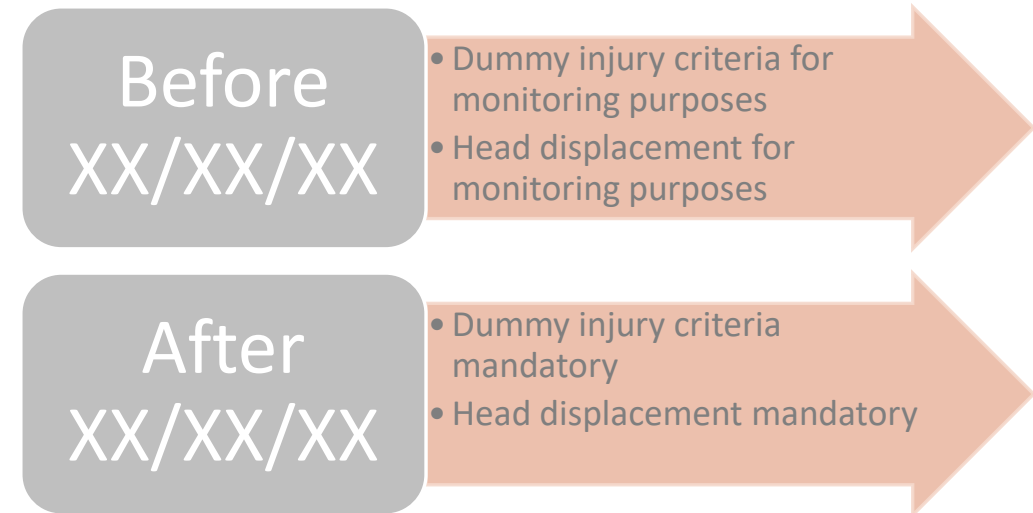 Before
XX/XX/XX
• Dummy injury criteria for
monitoring purposes
• Head displacement for
monitoring purposes
After
XX/XX/XX
• Dummy injury criteria
mandatory
• Head displacement mandatory